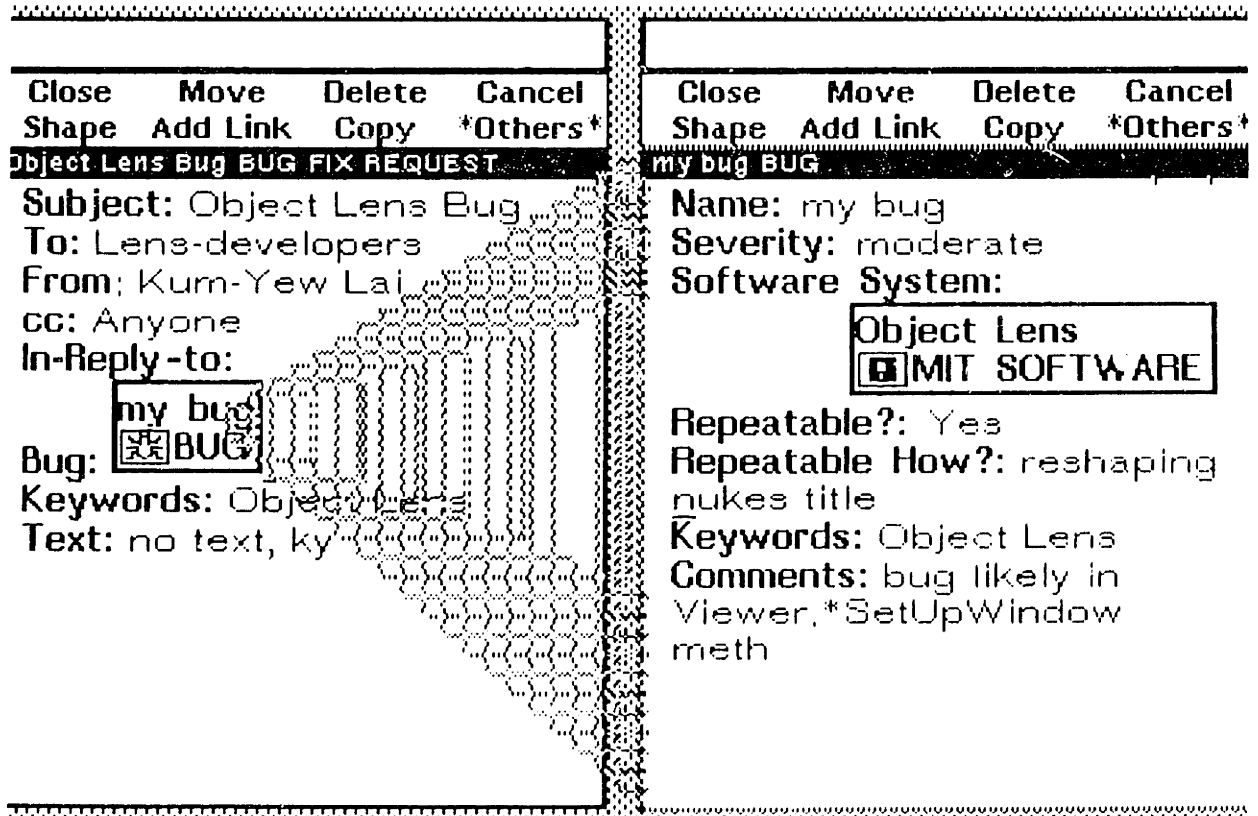 Close Move Delete Cancel
Shape Add Link Copy *Others*
Object Lens Bug BUG FIX REQUEST
Subject: Object Lens Bug
To: Lens-developers
From: Kum-Yew Lai
cc: Anyone
In-Reply-to:
my bug
BUG
Bug:
Keywords: Object Lens
Text: no text, ky
Close Move Delete Cancel
Shape Add Link Copy *Others*
my bug BUG
Name: my bug
Severity: moderate
Software System:
Object Lens
MIT SOFTWARE
Repeatable?: Yes
Repeatable How?: reshaping
nukes title
Keywords: Object Lens
Comments: bug likely in
Viewer.*SetUpWindow
meth